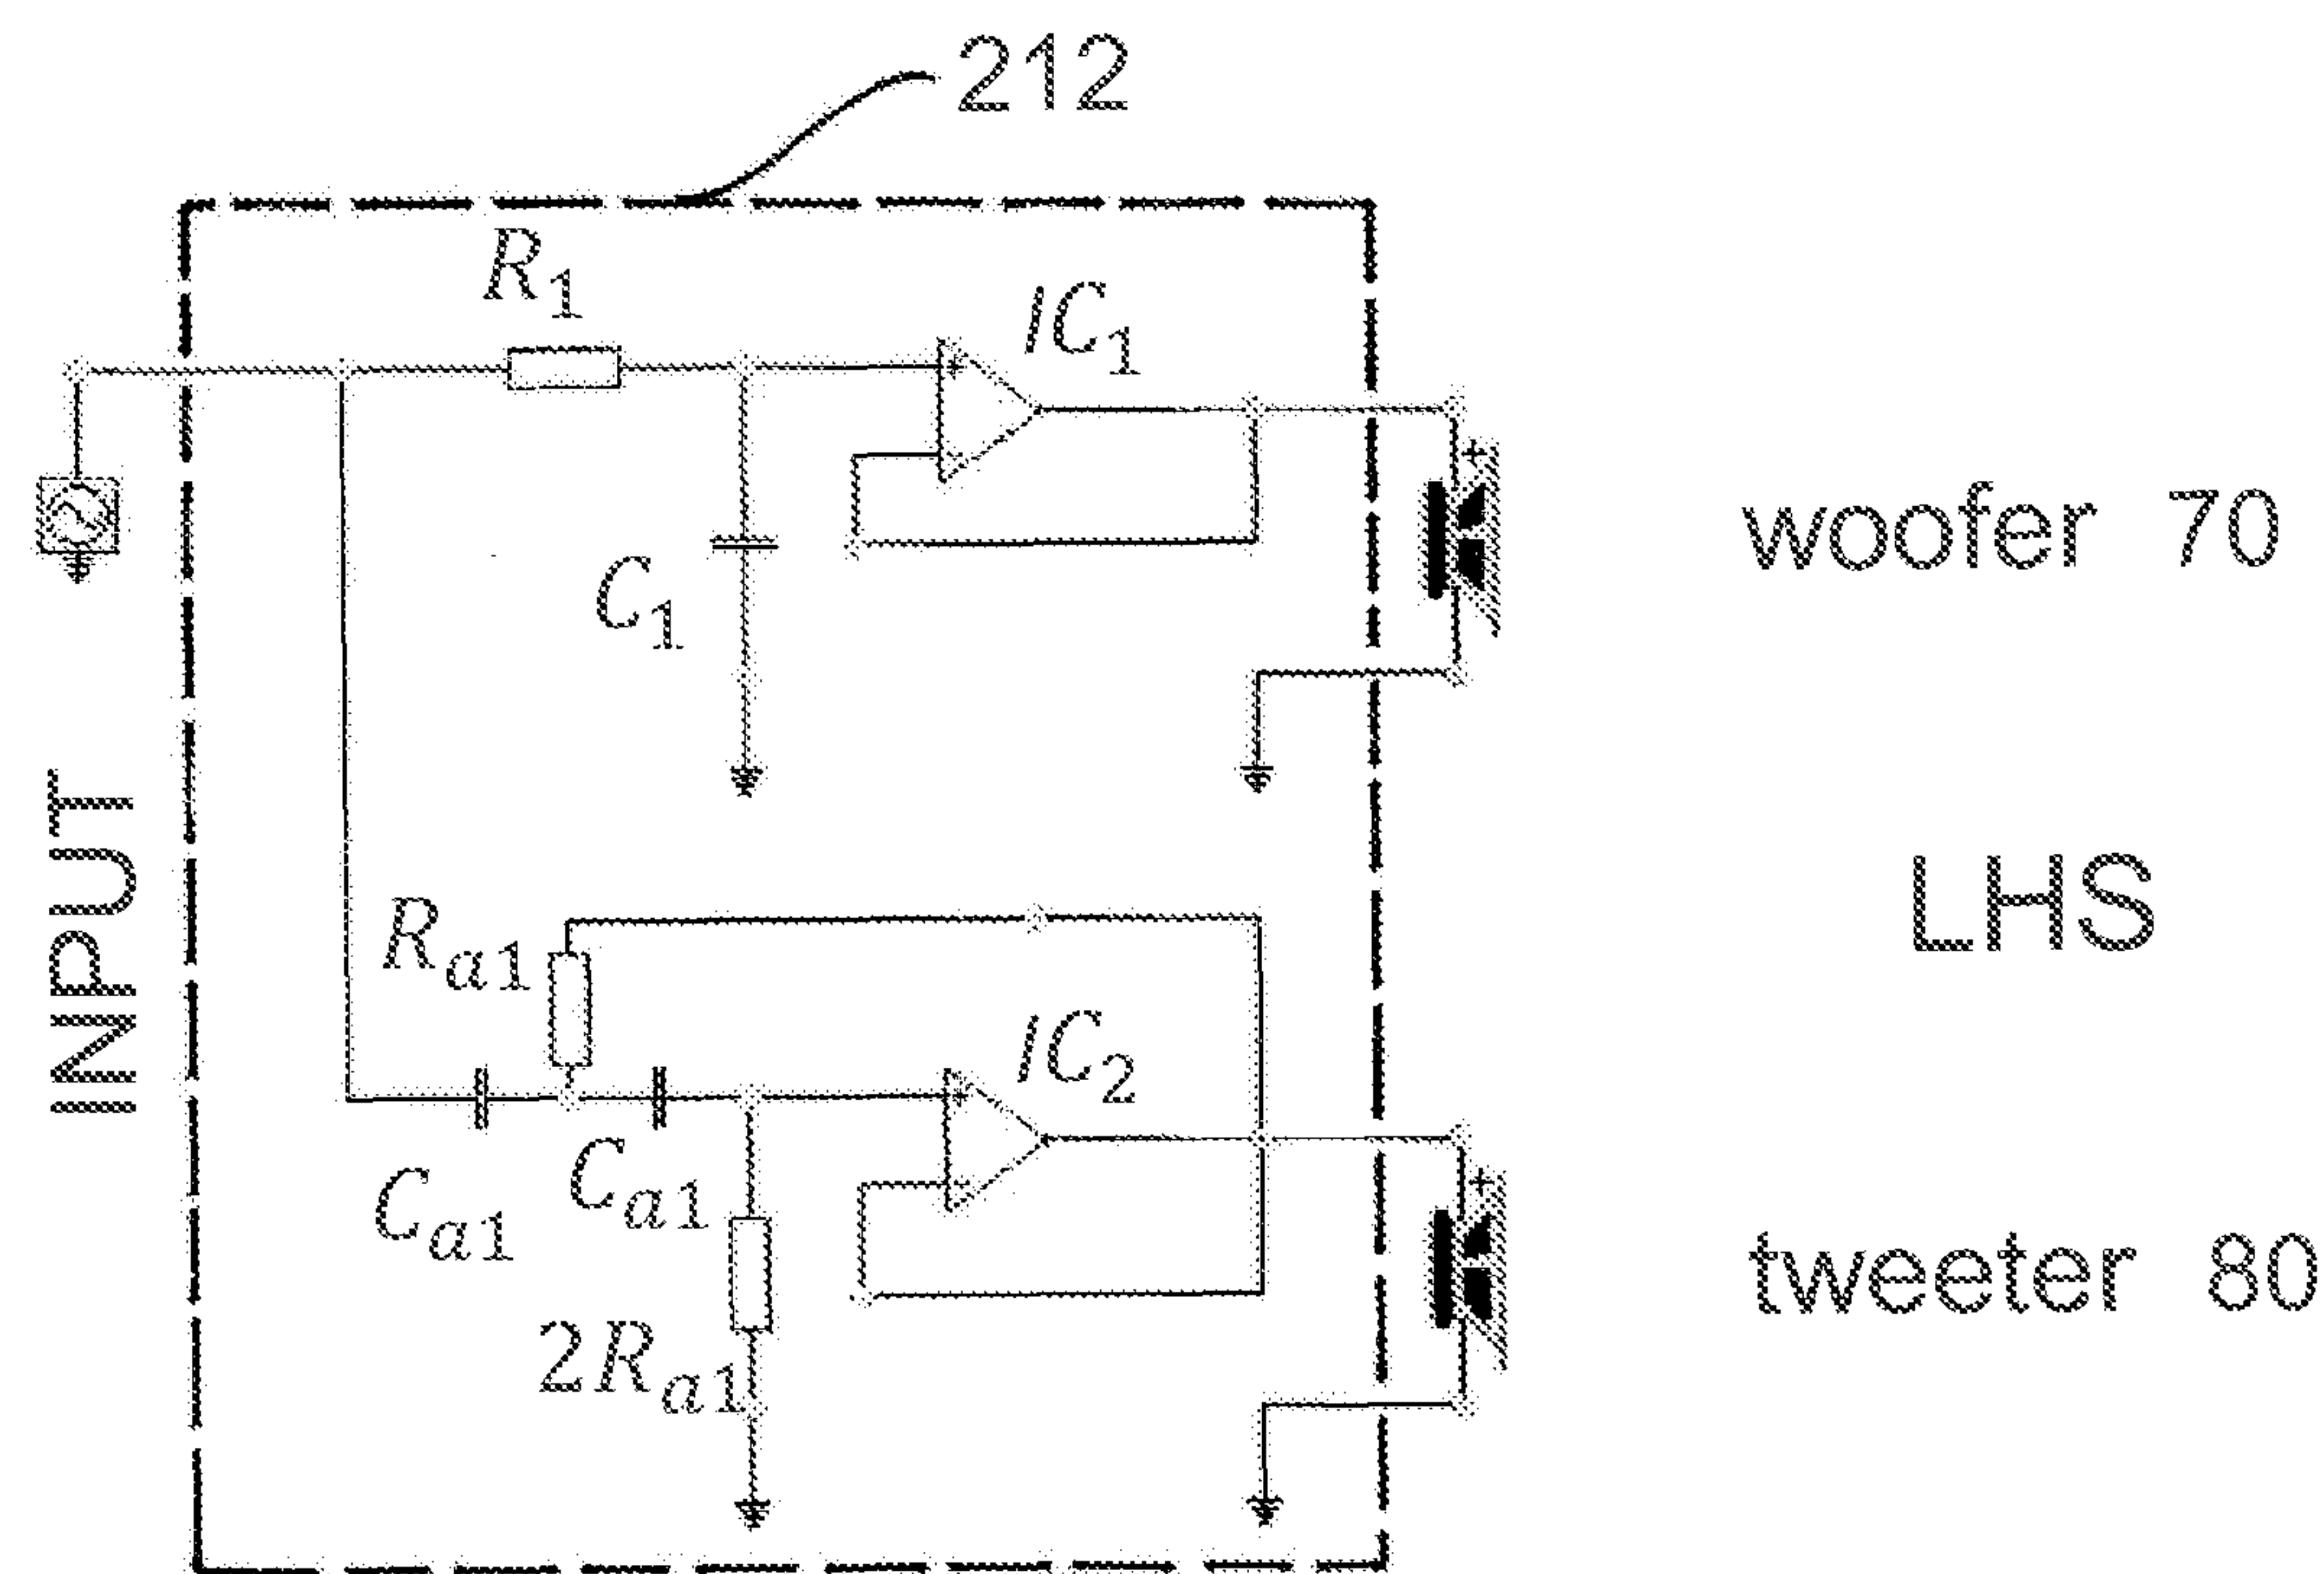 212
R₁
IC₁
C₁
woofer 70
INPUT
LHS
Rₐ₁
IC₂
Cₐ₁
Cₐ₁
2Rₐ₁
tweeter 80